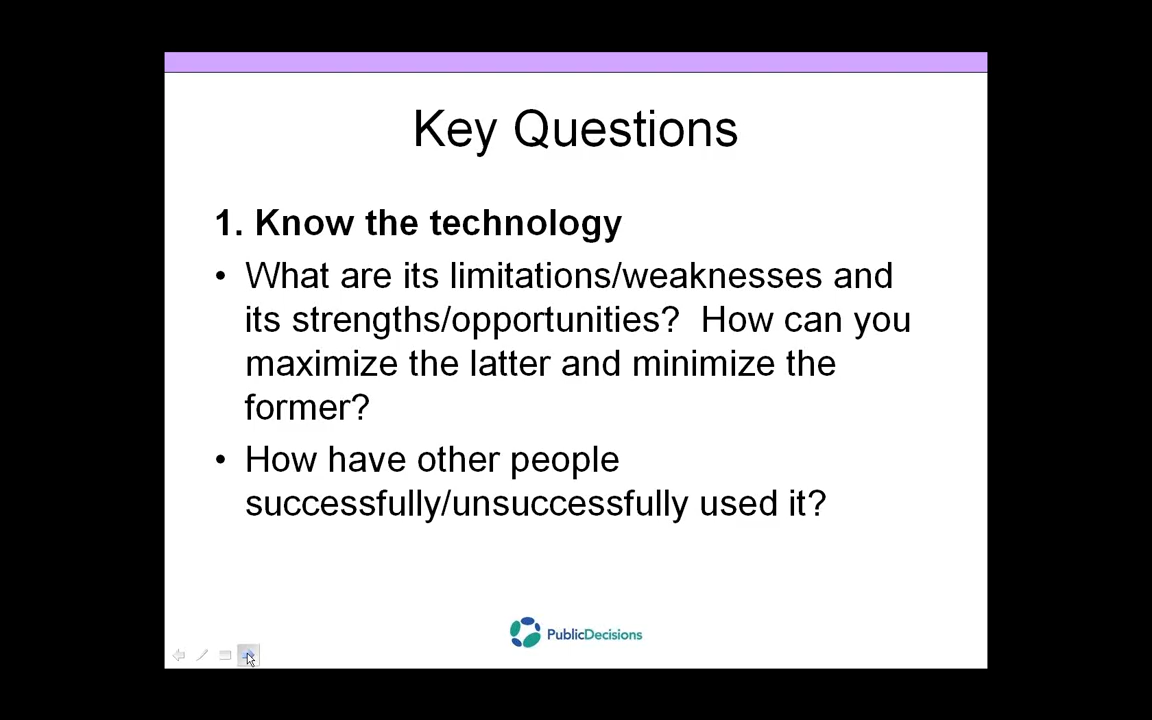 Key Questions
1. Know the technology
• What are its limitations/weaknesses and
its strengths/opportunities?  How can you
maximize the latter and minimize the
former?
• How have other people
successfully/unsuccessfully used it?
PublicDecisions